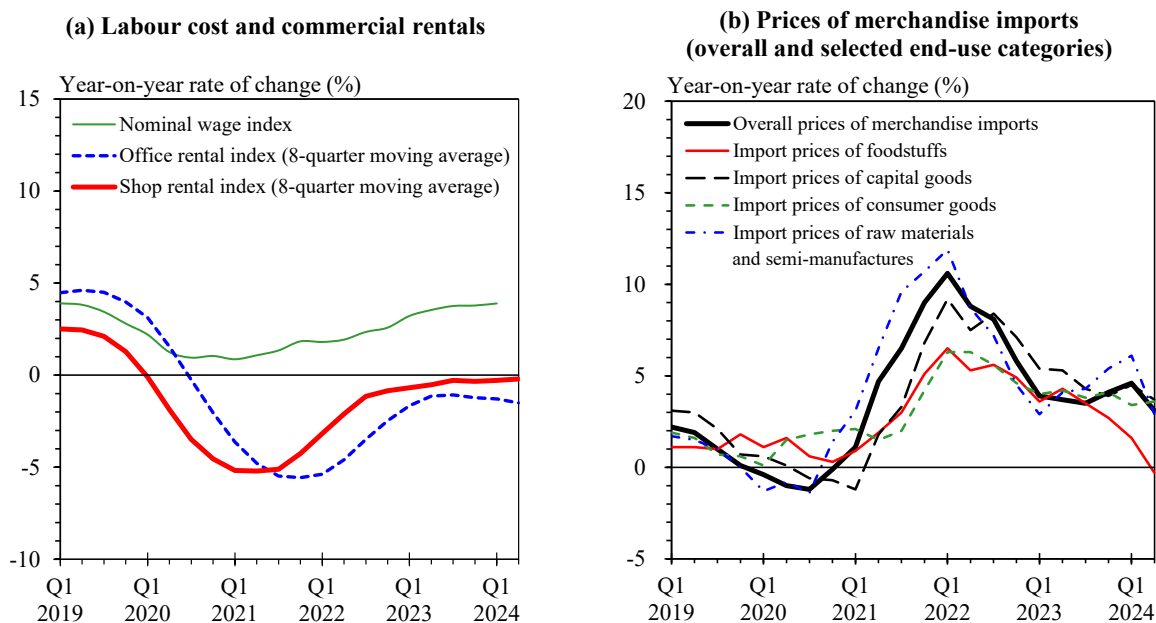 (a) Labour cost and commercial rentals
Year-on-year rate of change (%)
15
10
5
0
-5
-10
Nominal wage index
Office rental index (8-quarter moving average)
Shop rental index (8-quarter moving average)
Q1 Q1 Q1 Q1 Q1 Q1
2019 2020 2021 2022 2023 2024
(b) Prices of merchandise imports
(overall and selected end-use categories)
Year-on-year rate of change (%)
20
15
10
5
0
-5
Overall prices of merchandise imports
Import prices of foodstuffs
Import prices of capital goods
Import prices of consumer goods
Import prices of raw materials
and semi-manufactures
Q1 Q1 Q1 Q1 Q1 Q1
2019 2020 2021 2022 2023 2024